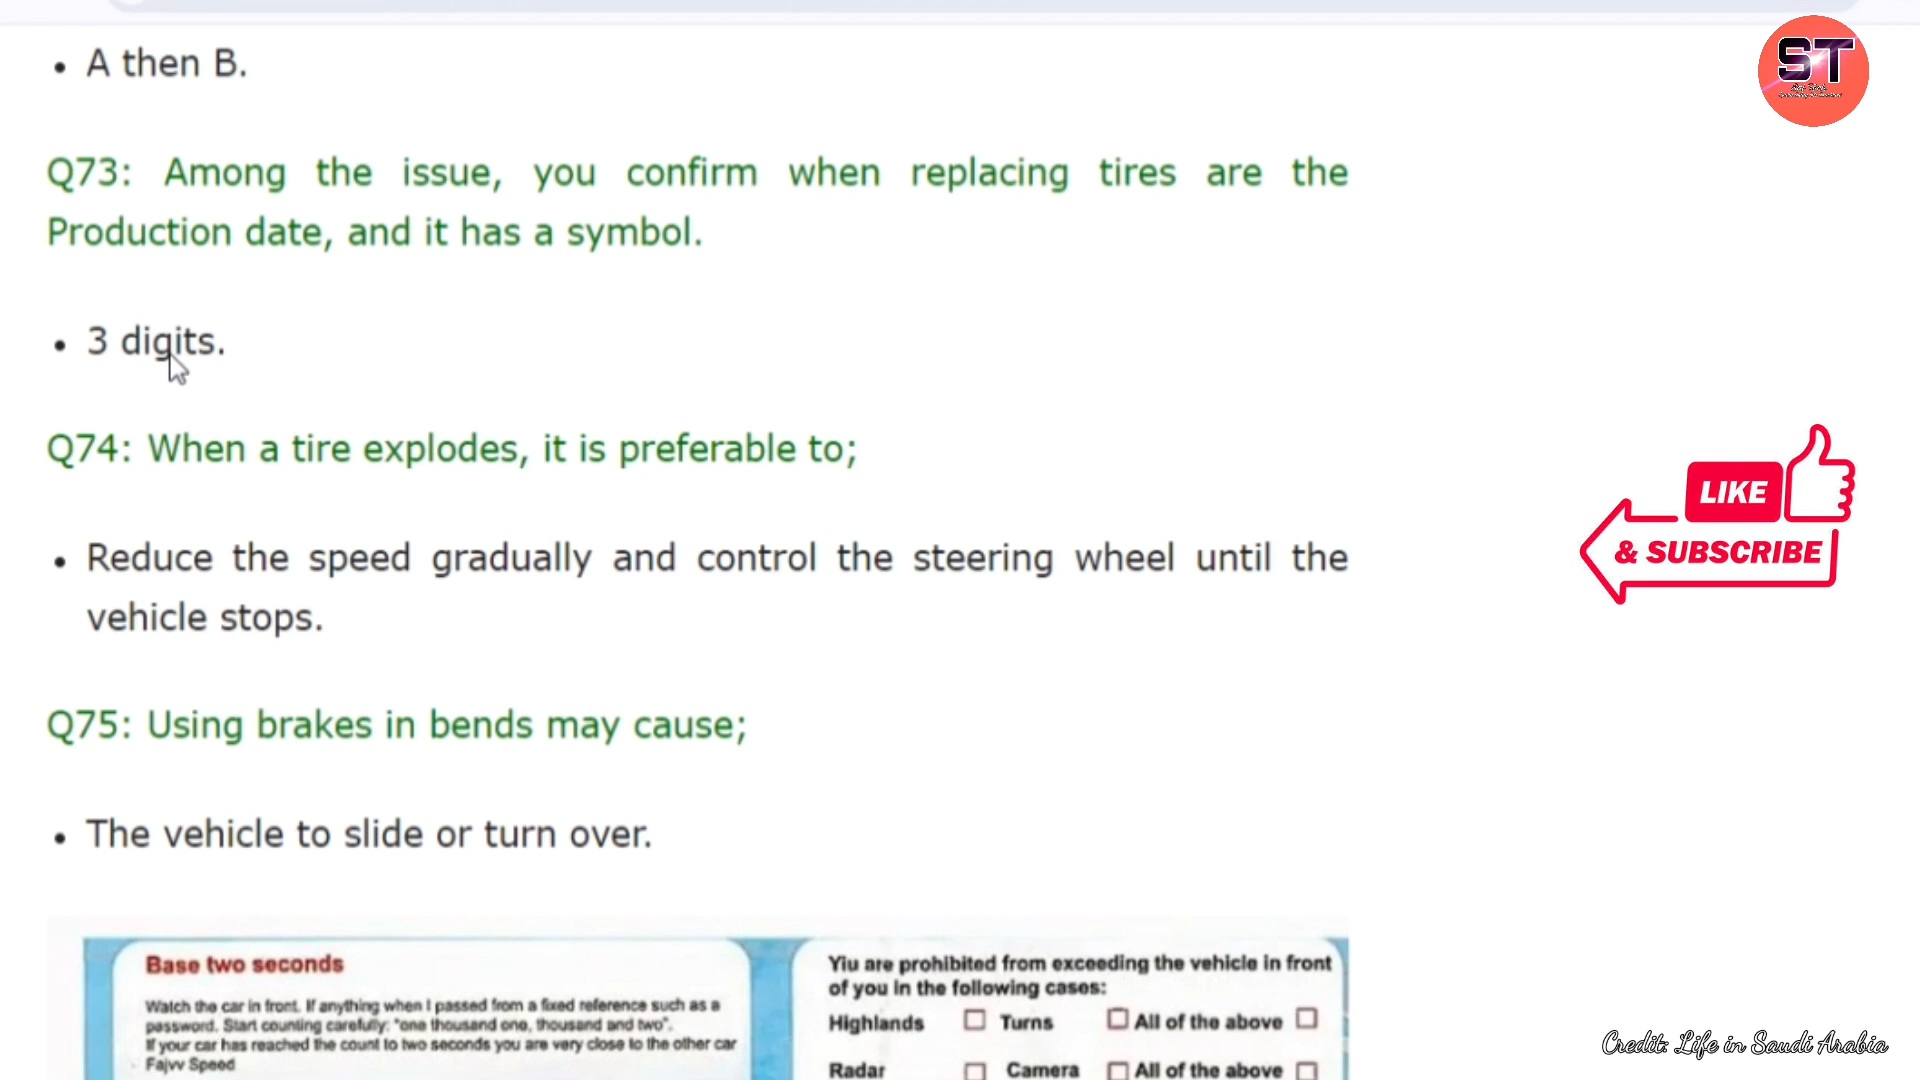 • A then B.
ST
Q73: Among the issue, you confirm when replacing tires are the
Production date, and it has a symbol.
• 3 digits.
Q74: When a tire explodes, it is preferable to;
LIKE
& SUBSCRIBE
• Reduce the speed gradually and control the steering wheel until the
vehicle stops.
Q75: Using brakes in bends may cause;
• The vehicle to slide or turn over.
Base two seconds
Watch the car in front. If anything when I passed from a fixed reference such as a
password. Start counting carefully: "one thousand one, thousand and two".
If your car has reached the count to two seconds you are very close to the other car
Fajvv Speed
Yiu are prohibited from exceeding the vehicle in front
of you in the following cases:
Highlands Turns All of the above
Radar Camera All of the above
Credit: Life in Saudi Arabia